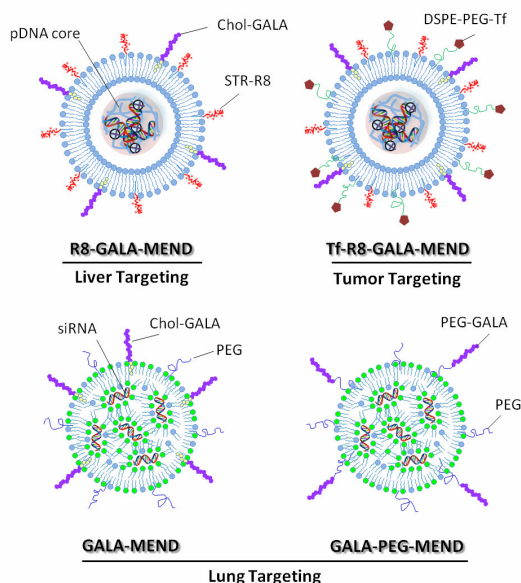 pDNA core
Chol-GALA
STR-R8
DSPE-PEG-Tf
R8-GALA-MEND
Liver Targeting
Tf-R8-GALA-MEND
Tumor Targeting
siRNA
Chol-GALA
PEG
PEG-GALA
PEG
GALA-MEND
GALA-PEG-MEND
Lung Targeting